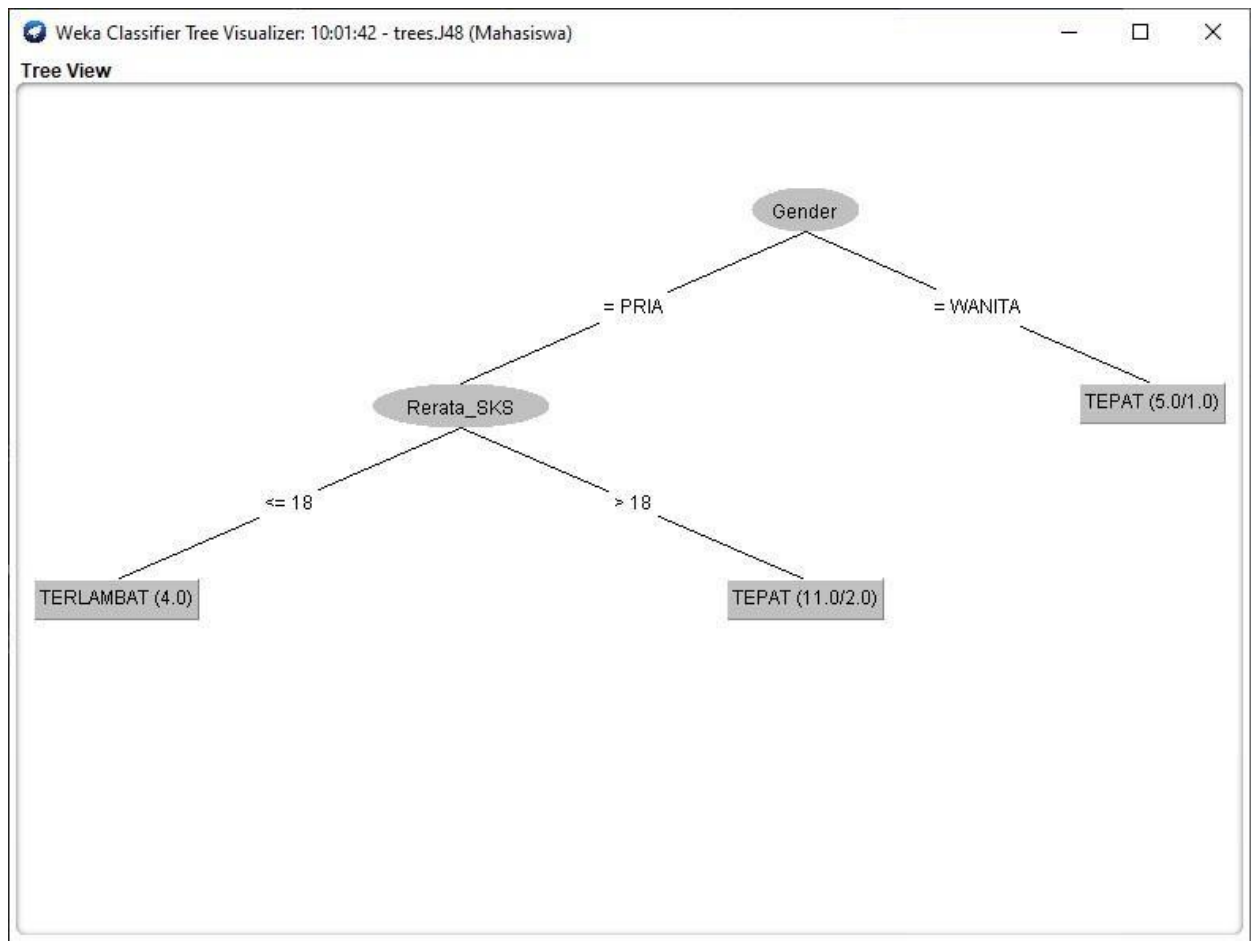 Weka Classifier Tree Visualizer: 10:01:42 - trees.J48 (Mahasiswa)
Tree View
Gender
= PRIA
= WANITA
Rerata_SKS
TEPAT (5.0/1.0)
<= 18
> 18
TERLAMBAT (4.0)
TEPAT (11.0/2.0)